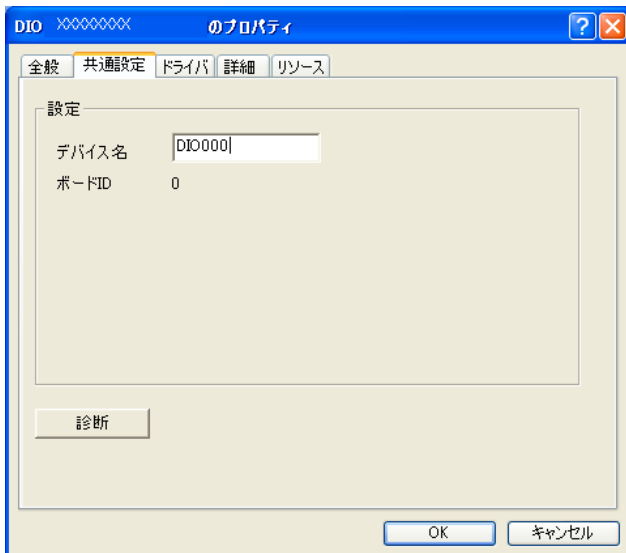 DIO XXXXXXXXX のプロパティ
全般 共通設定 ドライバ 詳細 リソース
設定
デバイス名 DIO000
ボードID 0
診断
OK キャンセル